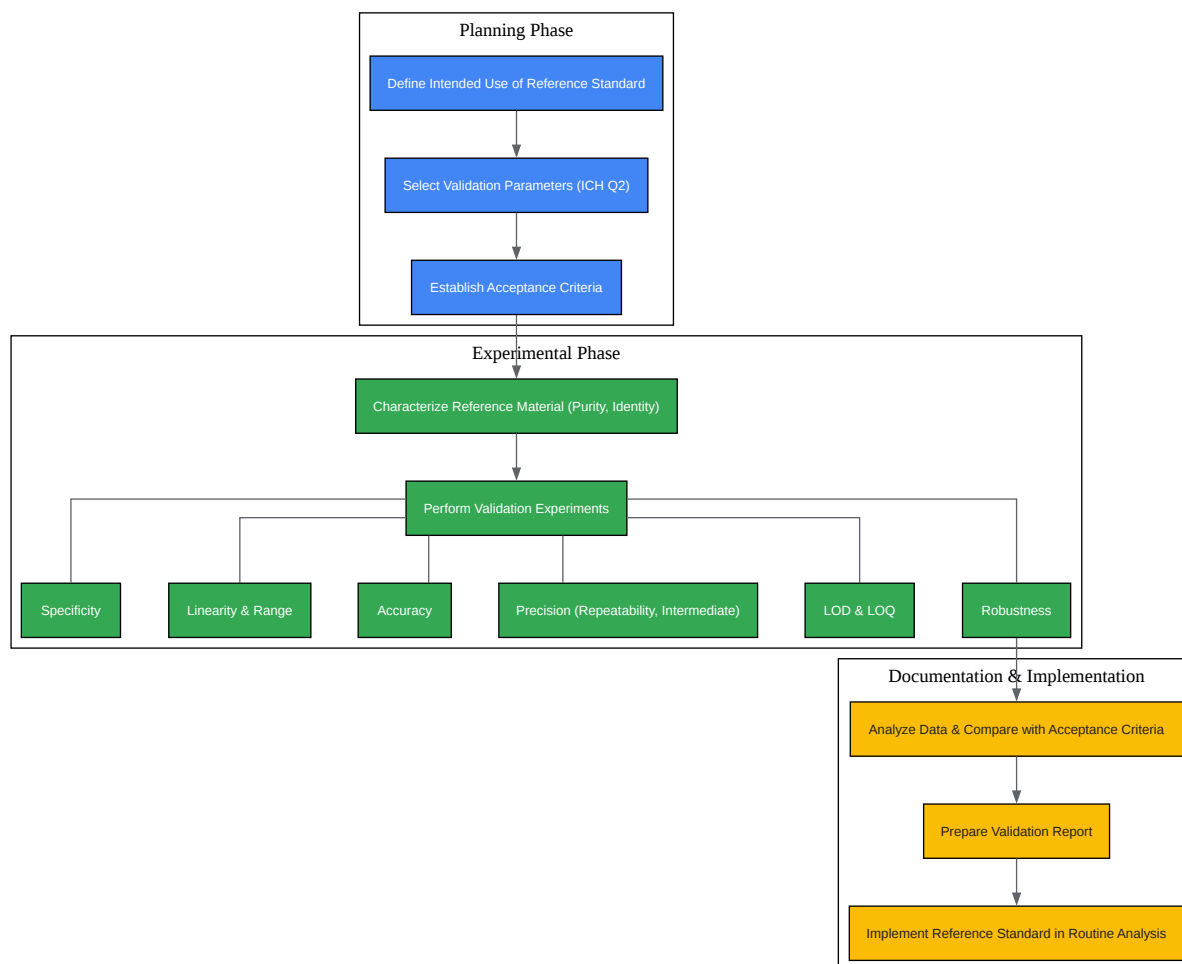 Planning Phase
Define Intended Use of Reference Standard
Select Validation Parameters (ICH Q2)
Establish Acceptance Criteria
Experimental Phase
Characterize Reference Material (Purity, Identity)
Perform Validation Experiments
Specificity
Linearity & Range
Accuracy
Precision (Repeatability, Intermediate)
LOD & LOQ
Robustness
Documentation & Implementation
Analyze Data & Compare with Acceptance Criteria
Prepare Validation Report
Implement Reference Standard in Routine Analysis